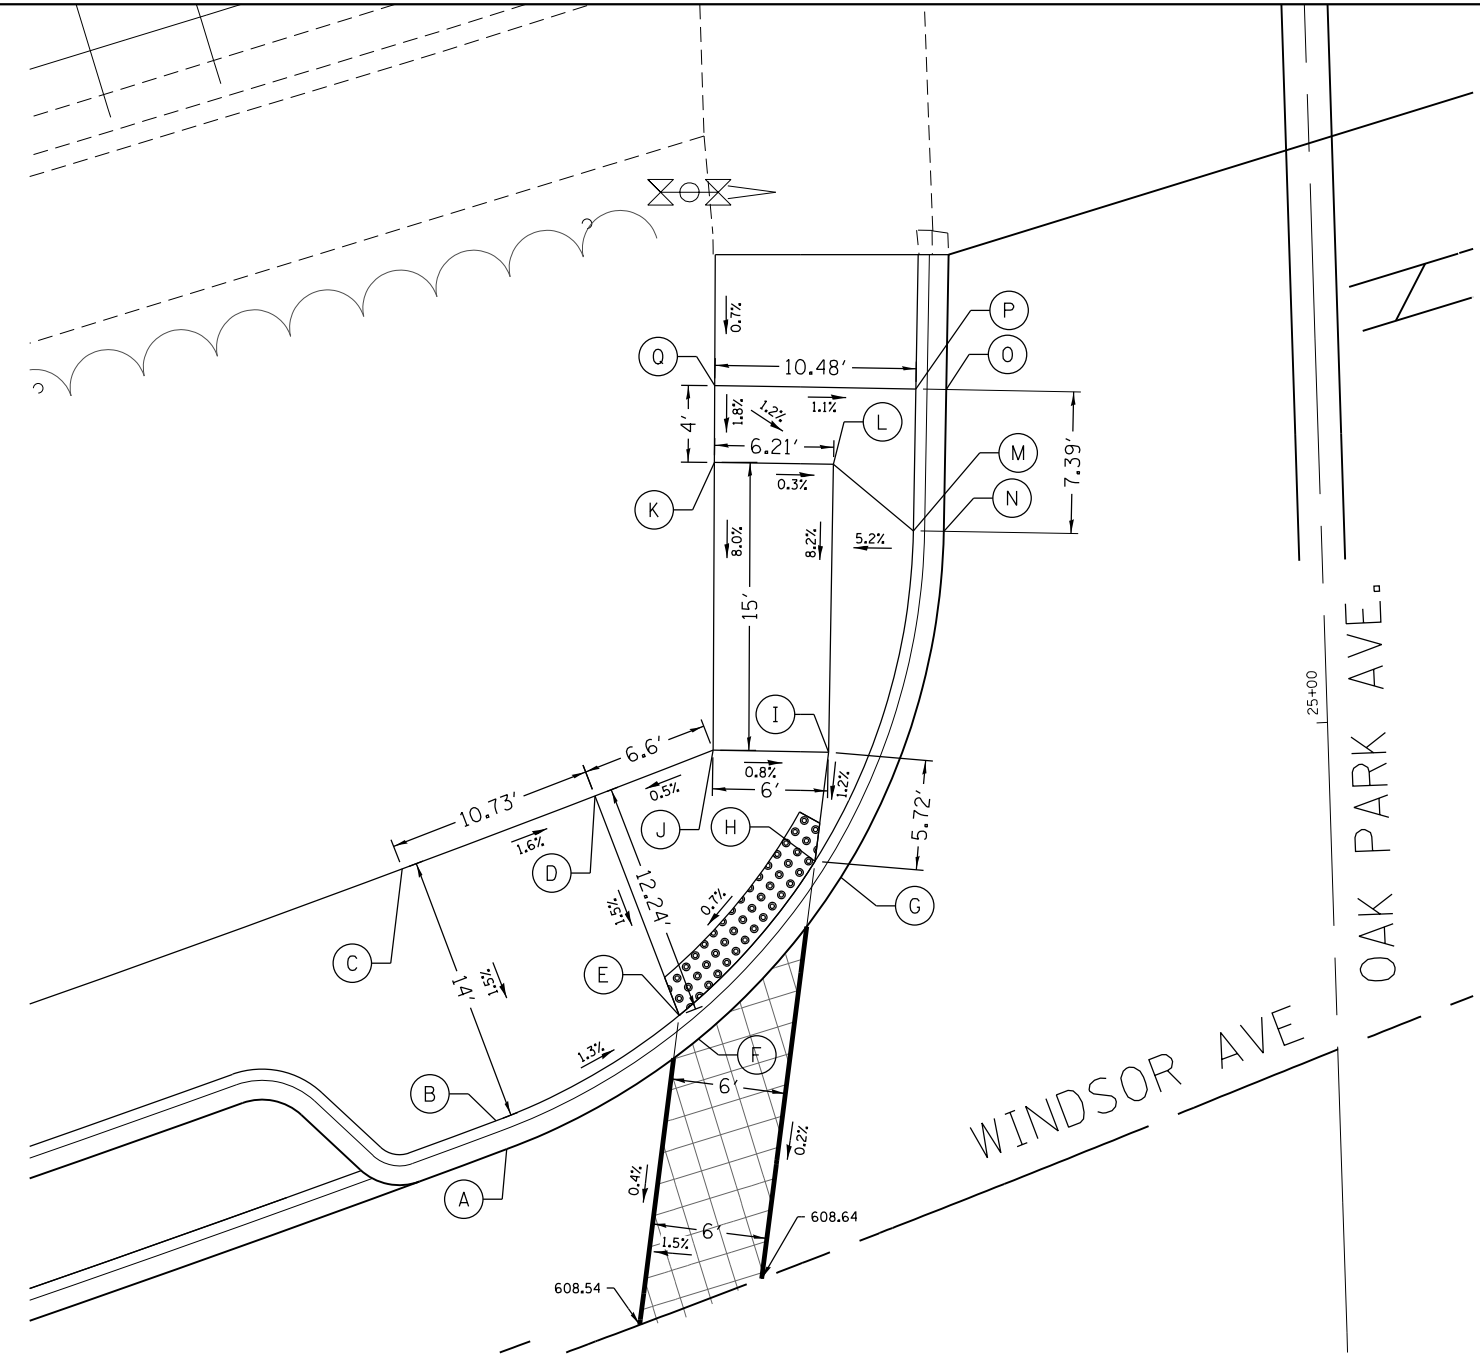 0.7%
P
Q
10.48'
O
4'
1.8%
1.2%
1.1%
L
7.39'
6.21'
M
0.3%
K
N
8.0%
8.2%
5.2%
15'
OAK PARK AVE.
25+00
I
6.6'
0.8%
1.2%
0.5%
6'
10.73'
J
H
5.72'
1.6%
D
12.24'
0.7%
1.5%
G
C
E
14'
1.5%
F
1.3%
WINDSOR AVE
B
6'
0.2%
0.4%
A
6'
608.64
1.5%
608.54